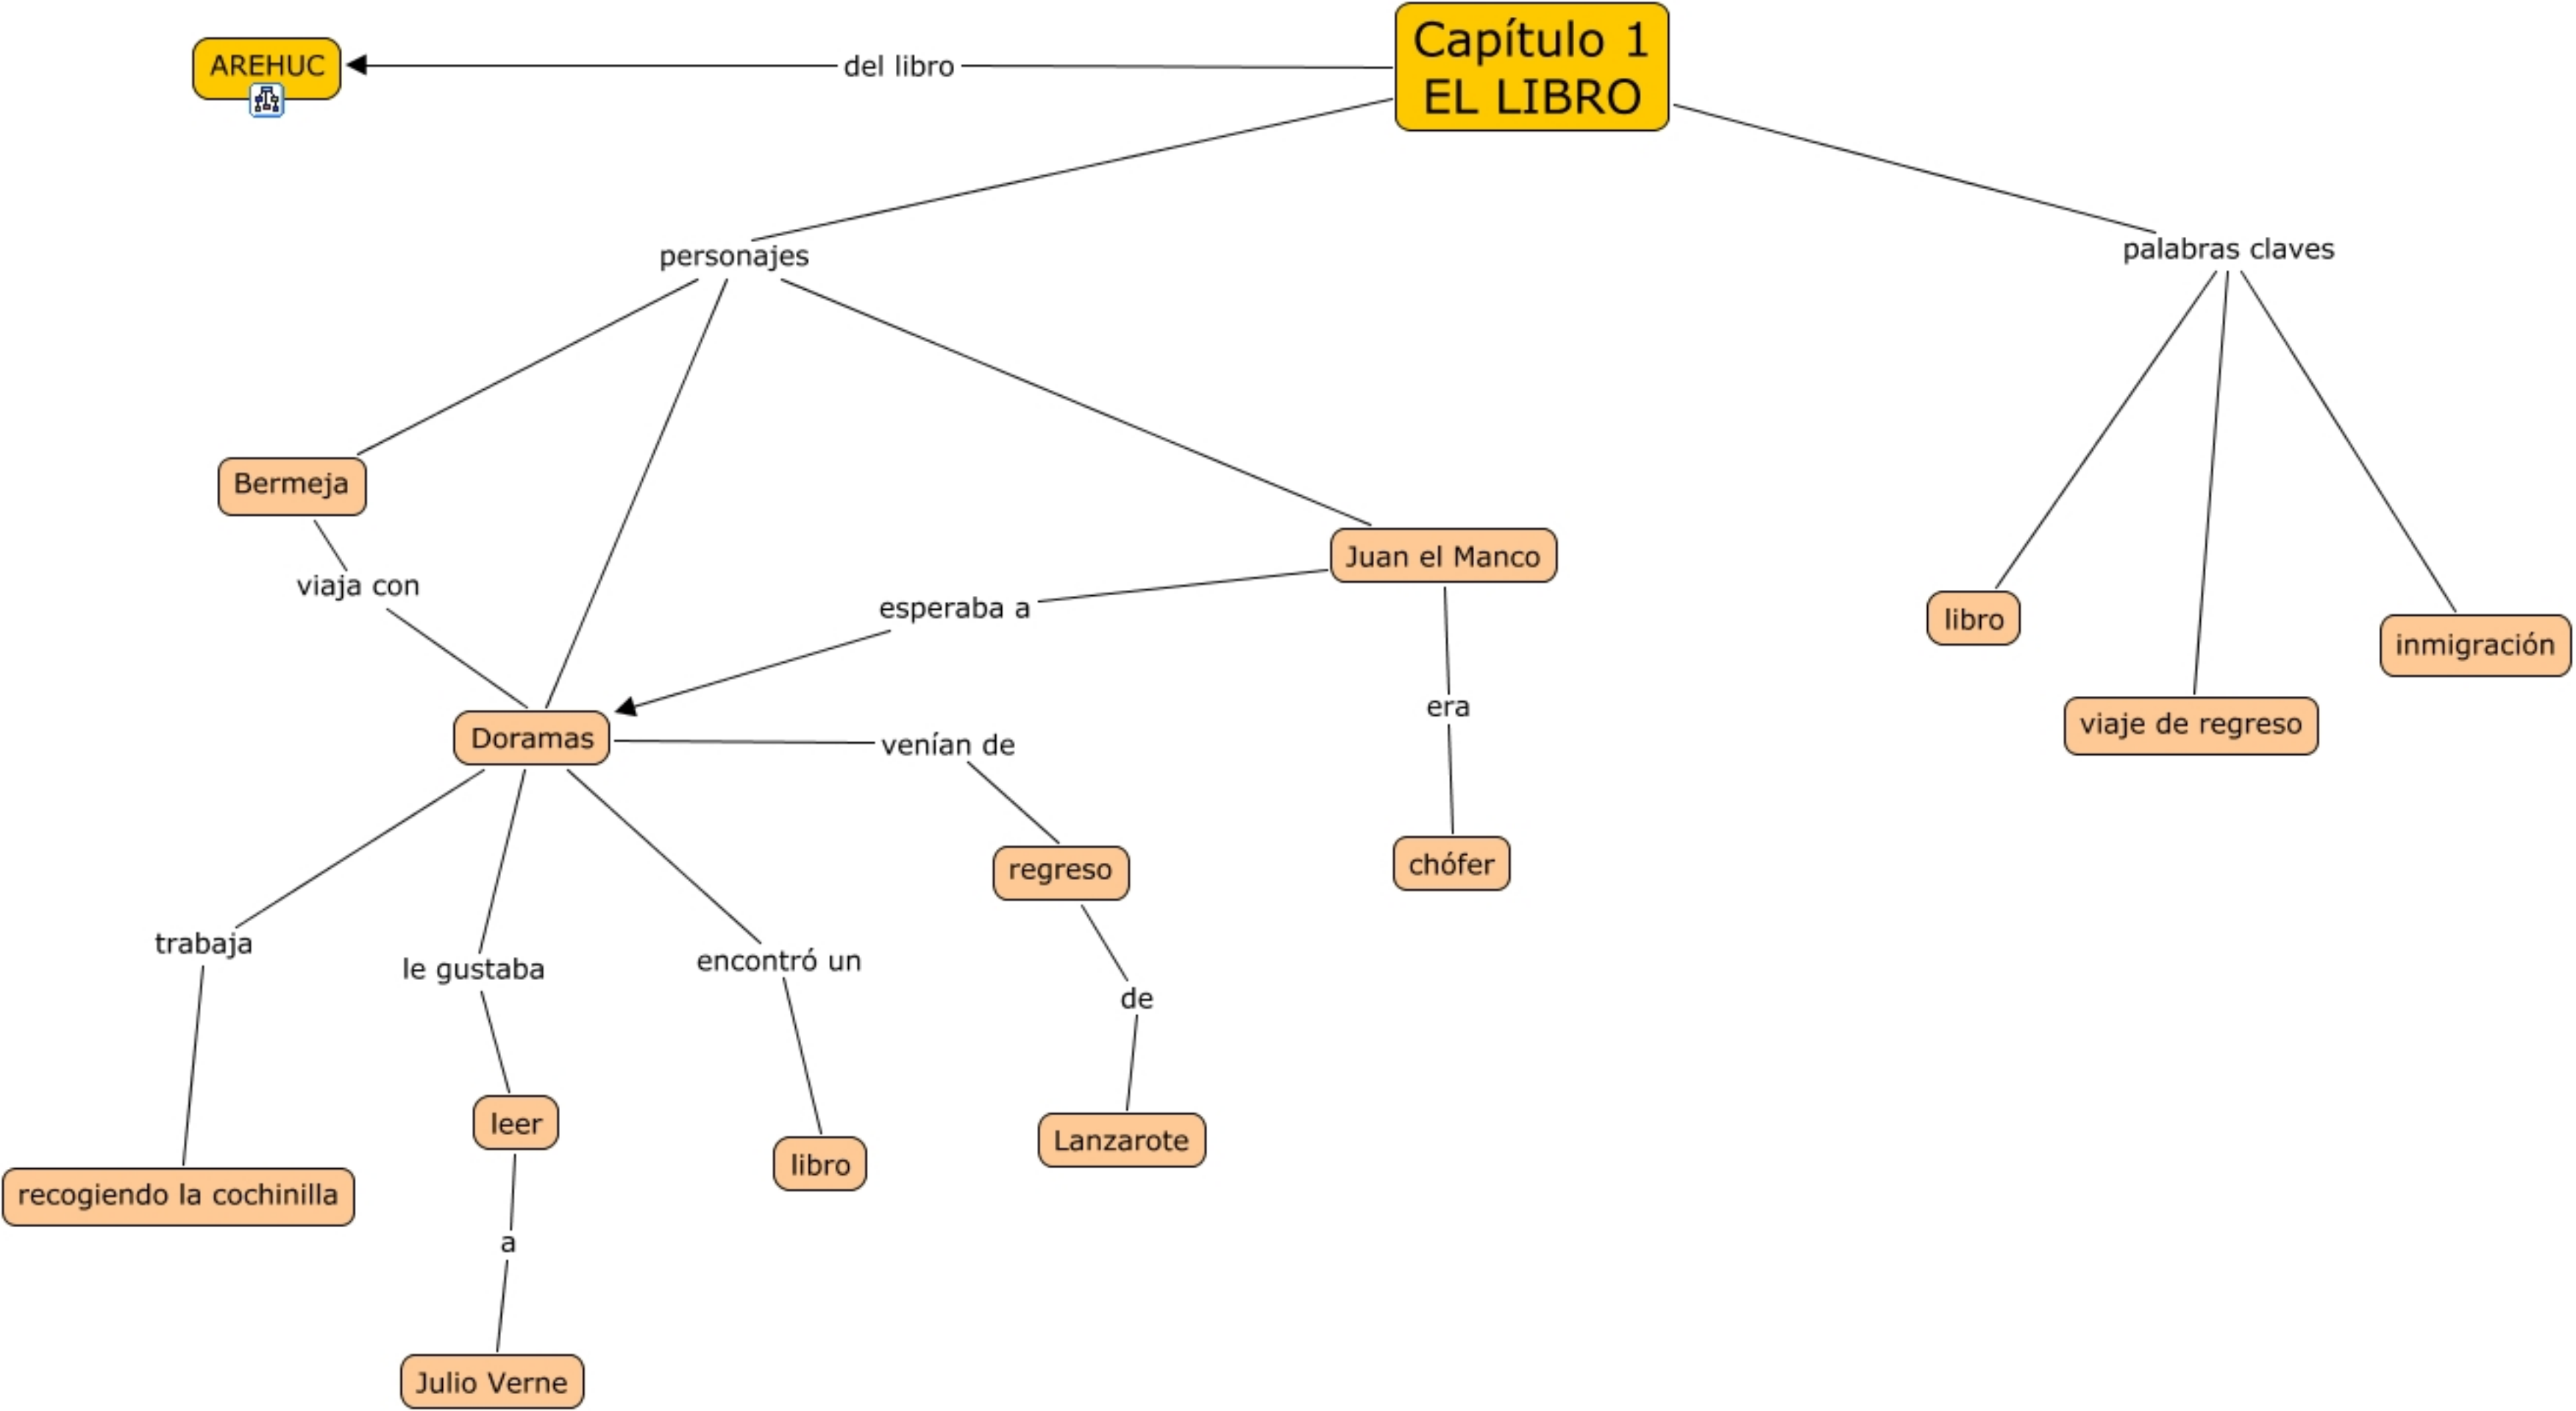 Capítulo 1
EL LIBRO
del libro
AREHUC
personajes
palabras claves
Bermeja
viaja con
Juan el Manco
esperaba a
era
chófer
Doramas
venían de
regreso
de
Lanzarote
trabaja
recogiendo la cochinilla
le gustaba
leer
a
Julio Verne
encontró un
libro
libro
viaje de regreso
inmigración